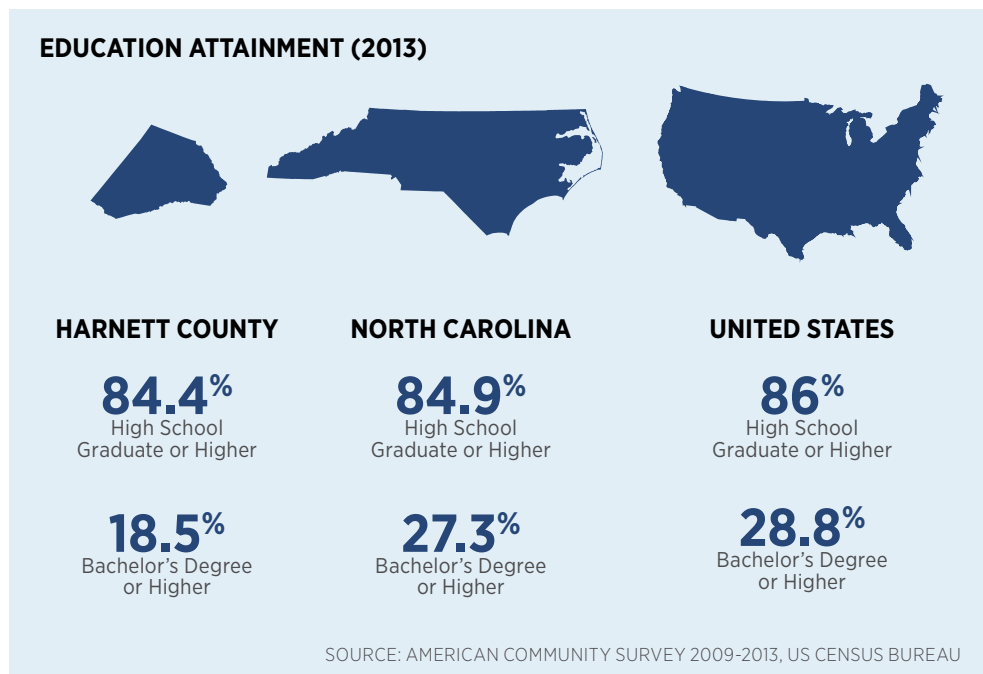 EDUCATION ATTAINMENT (2013)
HARNETT COUNTY
84.4%
High School
Graduate or Higher
18.5%
Bachelor’s Degree
or Higher
NORTH CAROLINA
84.9%
High School
Graduate or Higher
27.3%
Bachelor’s Degree
or Higher
UNITED STATES
86%
High School
Graduate or Higher
28.8%
Bachelor’s Degree
or Higher
SOURCE: AMERICAN COMMUNITY SURVEY 2009-2013, US CENSUS BUREAU